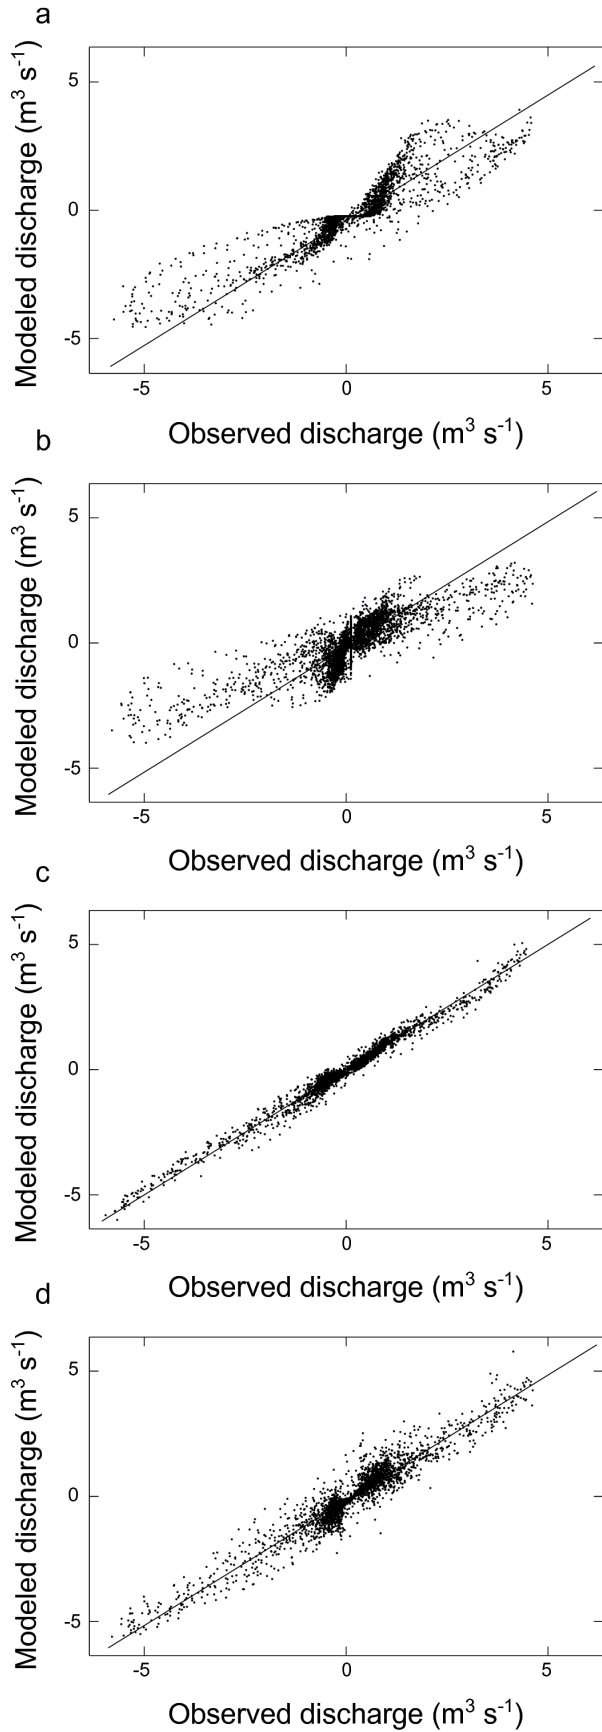 a
Modeled discharge (m³ s⁻¹)
5
0
-5
-5 0 5
Observed discharge (m³ s⁻¹)
b
Modeled discharge (m³ s⁻¹)
5
0
-5
-5 0 5
Observed discharge (m³ s⁻¹)
c
Modeled discharge (m³ s⁻¹)
5
0
-5
-5 0 5
Observed discharge (m³ s⁻¹)
d
Modeled discharge (m³ s⁻¹)
5
0
-5
-5 0 5
Observed discharge (m³ s⁻¹)